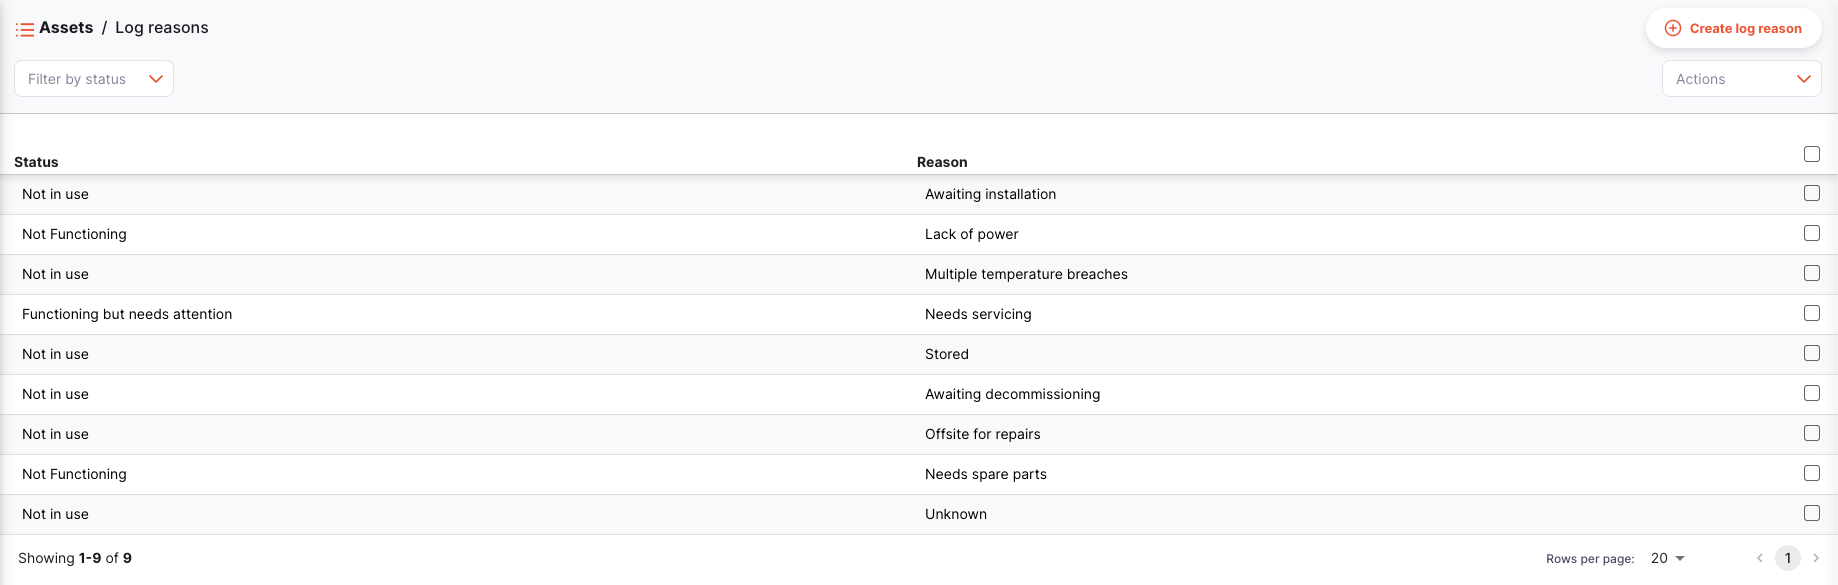 Assets / Log reasons
Create log reason
Filter by status
Actions
Status Reason
Not in use Awaiting installation
Not Functioning Lack of power
Not in use Multiple temperature breaches
Functioning but needs attention Needs servicing
Not in use Stored
Not in use Awaiting decommissioning
Not in use Offsite for repairs
Not Functioning Needs spare parts
Not in use Unknown
Showing 1-9 of 9 Rows per page: 20 1